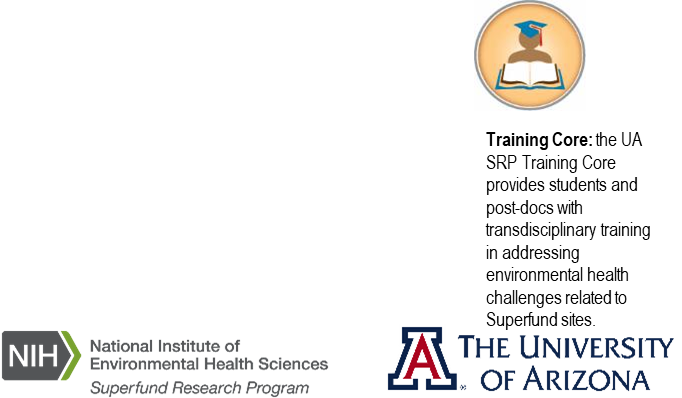 Training Core: the UA
SRP Training Core
provides students and
post-docs with
transdisciplinary training
in addressing
environmental health
challenges related to
Superfund sites.
NIH
National Institute of
Environmental Health Sciences
Superfund Research Program
A
®
THE UNIVERSITY
OF ARIZONA